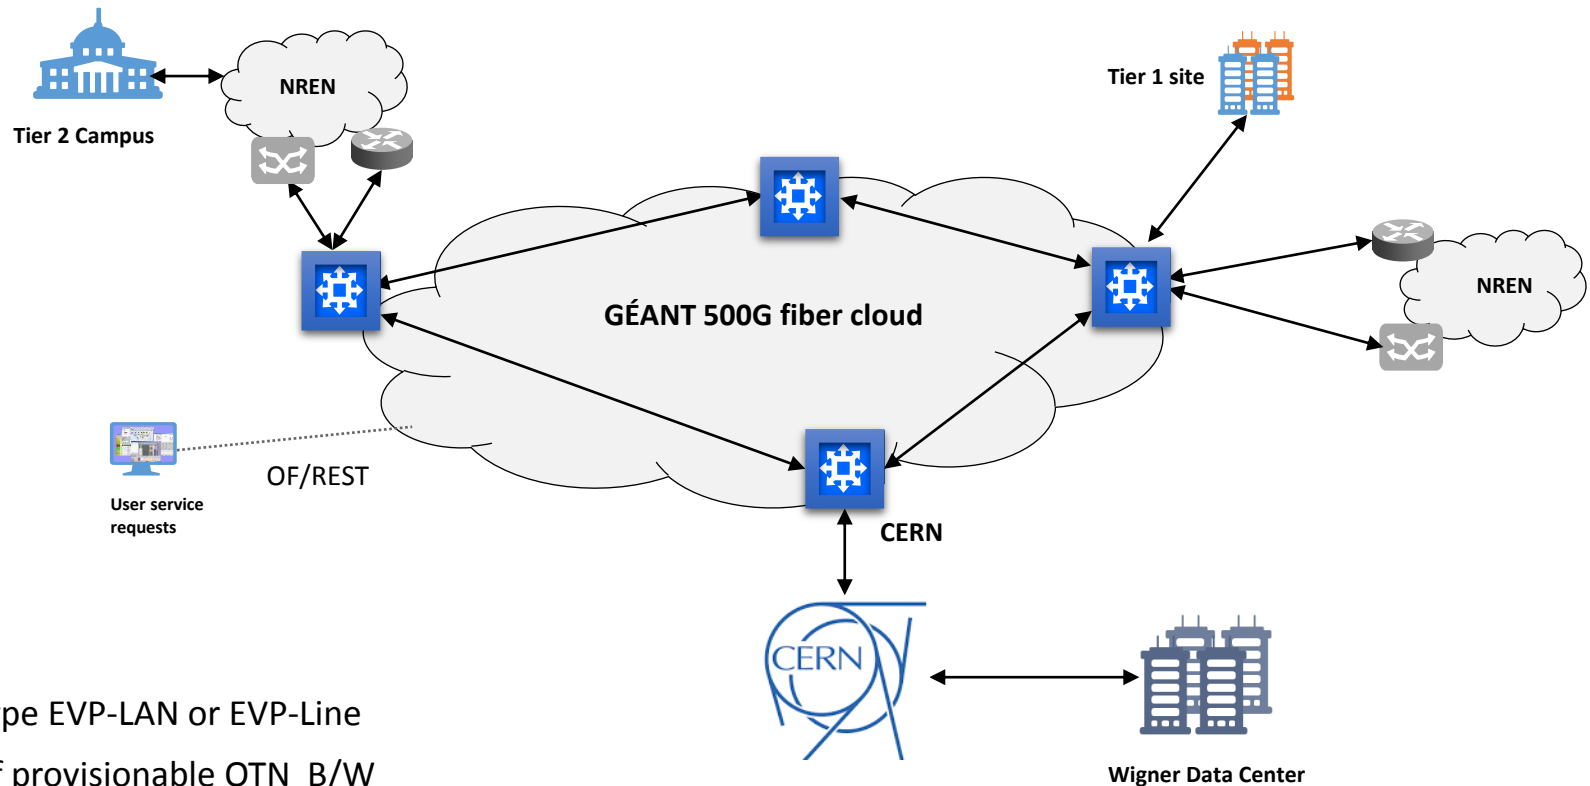 NREN
Tier 1 site
Tier 2 Campus
GÉANT 500G fiber cloud
NREN
OF/REST
User service
requests
CERN
CERN
ype EVP-LAN or EVP-Line
f provisionable OTN B/W
Wigner Data Center